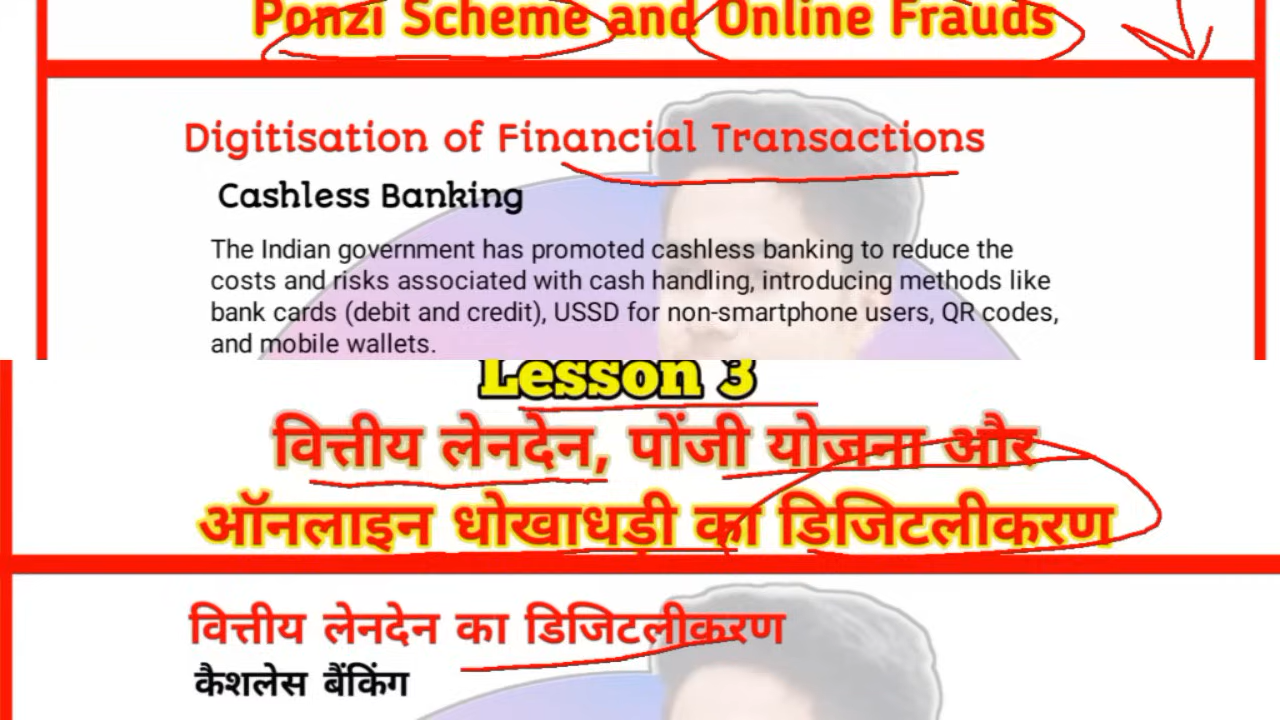 Ponzi Scheme and Online Frauds
Digitisation of Financial Transactions
Cashless Banking
The Indian government has promoted cashless banking to reduce the
costs and risks associated with cash handling, introducing methods like
bank cards (debit and credit), USSD for non-smartphone users, QR codes,
and mobile wallets.
Lesson 3
वित्तीय लेनदेन, पोंजी योजना और
ऑनलाइन धोखाधड़ी का डिजिटलीकरण
वित्तीय लेनदेन का डिजिटलीकरण
कैशलेस बैंकिंग